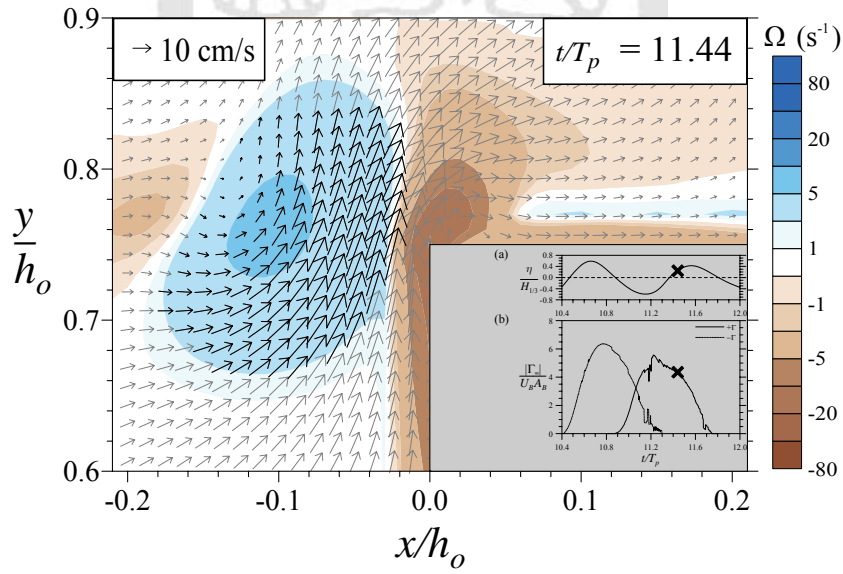 0.9
→ 10 cm/s
t/Tp = 11.44
Ω (s⁻¹)
80
20
5
1
-1
-5
-20
-80
0.8
y/ho
0.7
0.6
(a)
η/H1/3
0.8
0.4
0.0
-0.4
-0.8
10.4 10.8 11.2 11.6 12.0
(b)
+Γ
−Γ
|Γo|/UBAB
8
6
4
2
0
10.4 10.8 11.2 11.6 12.0
t/Tp
-0.2 -0.1 0.0 0.1 0.2
x/ho